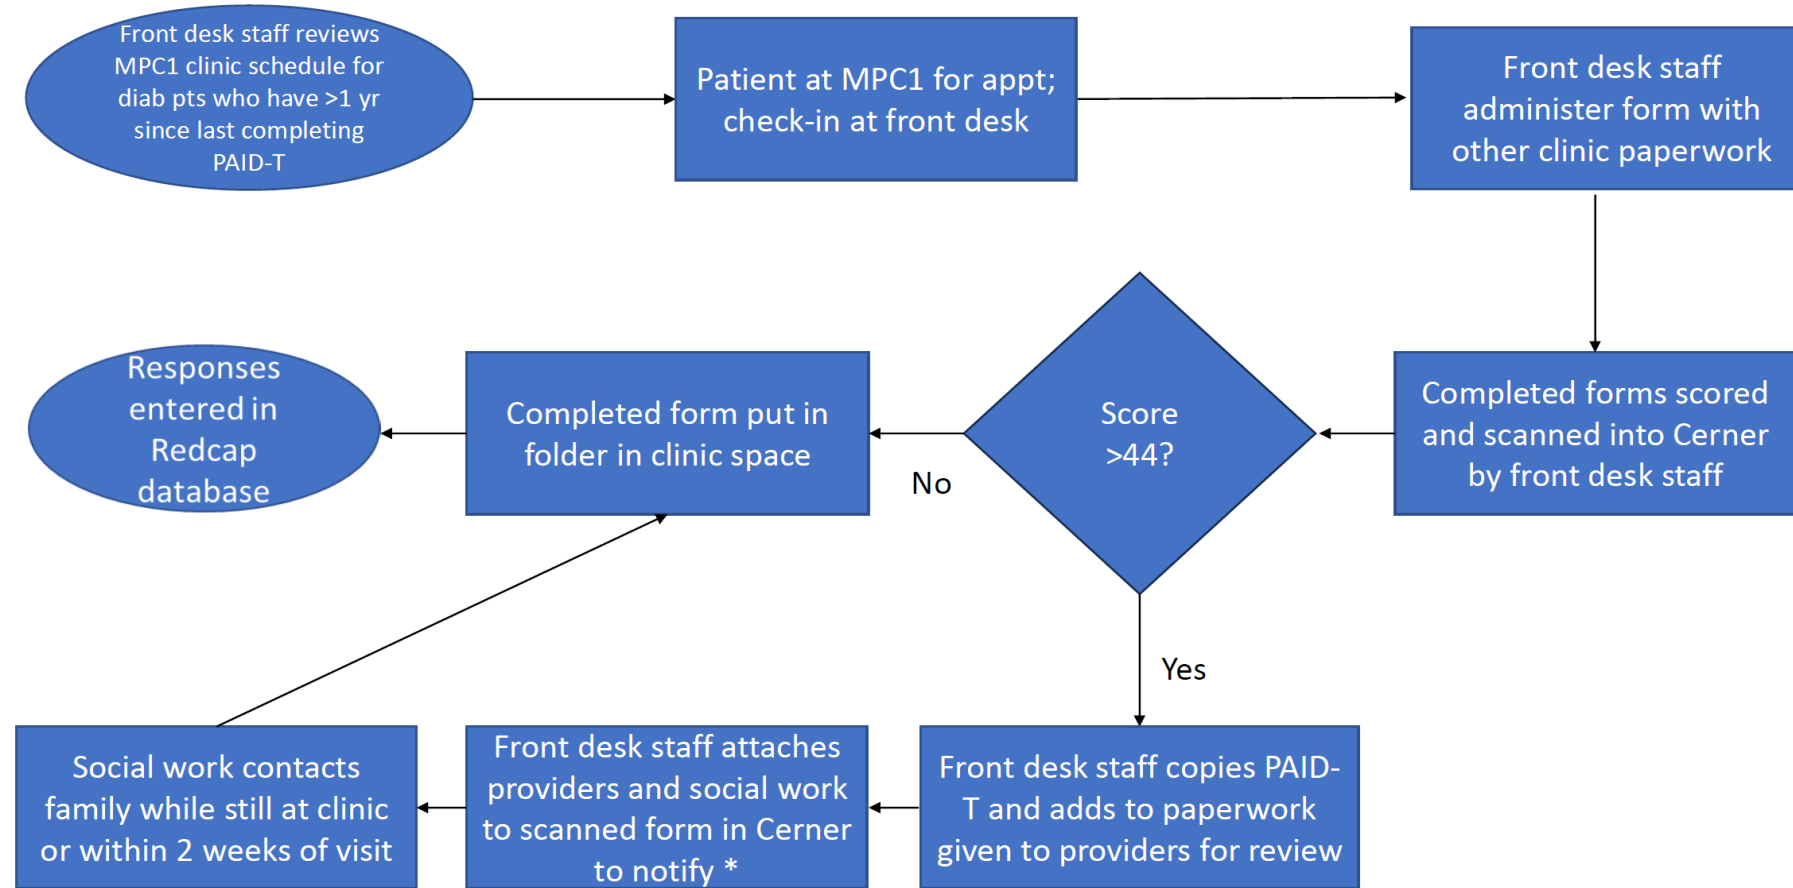 Front desk staff reviews
MPC1 clinic schedule for
diab pts who have >1 yr
since last completing
PAID-T
Patient at MPC1 for appt;
check-in at front desk
Front desk staff
administer form with
other clinic paperwork
Completed forms scored
and scanned into Cerner
by front desk staff
Score
>44?
No
Completed form put in
folder in clinic space
Responses
entered in
Redcap
database
Yes
Front desk staff copies PAID-
T and adds to paperwork
given to providers for review
Front desk staff attaches
providers and social work
to scanned form in Cerner
to notify *
Social work contacts
family while still at clinic
or within 2 weeks of visit